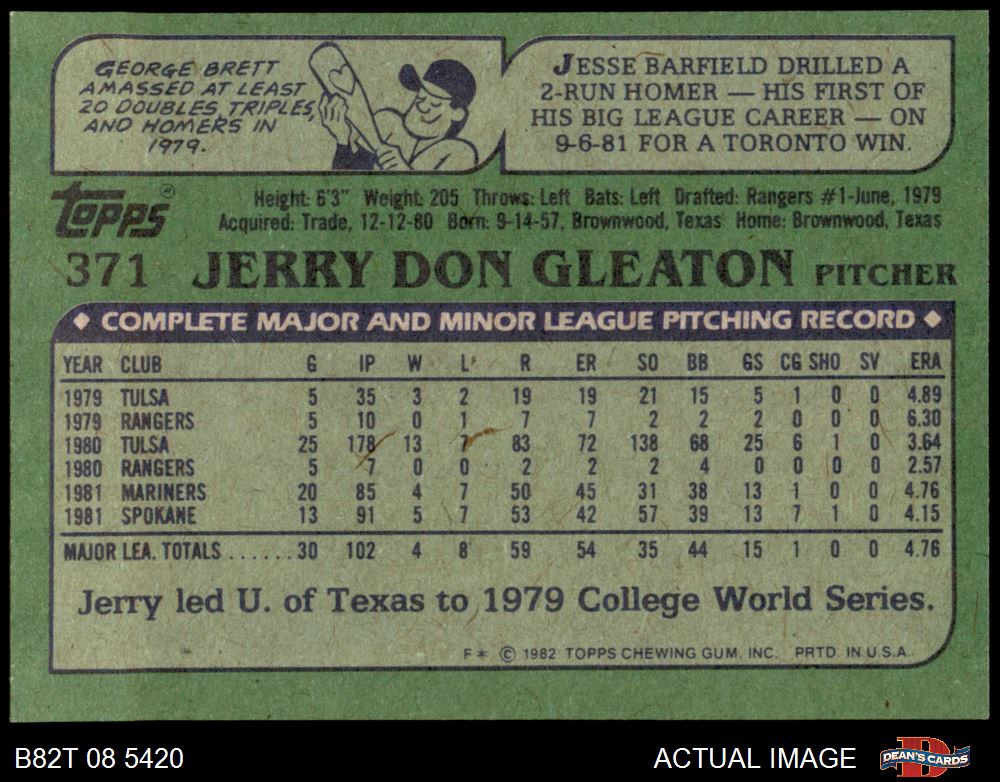 GEORGE BRETT
AMASSED AT LEAST
20 DOUBLES, TRIPLES,
AND HOMERS IN
1979.
JESSE BARFIELD DRILLED A
2-RUN HOMER — HIS FIRST OF
HIS BIG LEAGUE CAREER — ON
9-6-81 FOR A TORONTO WIN.
Topps®
Height: 6'3" Weight: 205 Throws: Left Bats: Left Drafted: Rangers #1-June, 1979
Acquired: Trade, 12-12-80 Born: 9-14-57, Brownwood, Texas Home: Brownwood, Texas
371 JERRY DON GLEATON PITCHER
◆ COMPLETE MAJOR AND MINOR LEAGUE PITCHING RECORD ◆
YEAR CLUB G IP W L R ER SO BB GS CG SHO SV ERA
1979 TULSA 5 35 3 2 19 19 21 15 5 1 0 0 4.89
1979 RANGERS 5 10 0 1 7 7 2 2 2 0 0 0 6.30
1980 TULSA 25 178 13 7 83 72 138 68 25 6 1 0 3.64
1980 RANGERS 5 7 0 0 2 2 2 4 0 0 0 0 2.57
1981 MARINERS 20 85 4 7 50 45 31 38 13 1 0 0 4.76
1981 SPOKANE 13 91 5 7 53 42 57 39 13 7 1 0 4.15
MAJOR LEA. TOTALS ......30 102 4 8 59 54 35 44 15 1 0 0 4.76
Jerry led U. of Texas to 1979 College World Series.
F* © 1982 TOPPS CHEWING GUM, INC. PRTD. IN U.S.A.
B82T 08 5420 ACTUAL IMAGE DEAN'S CARDS